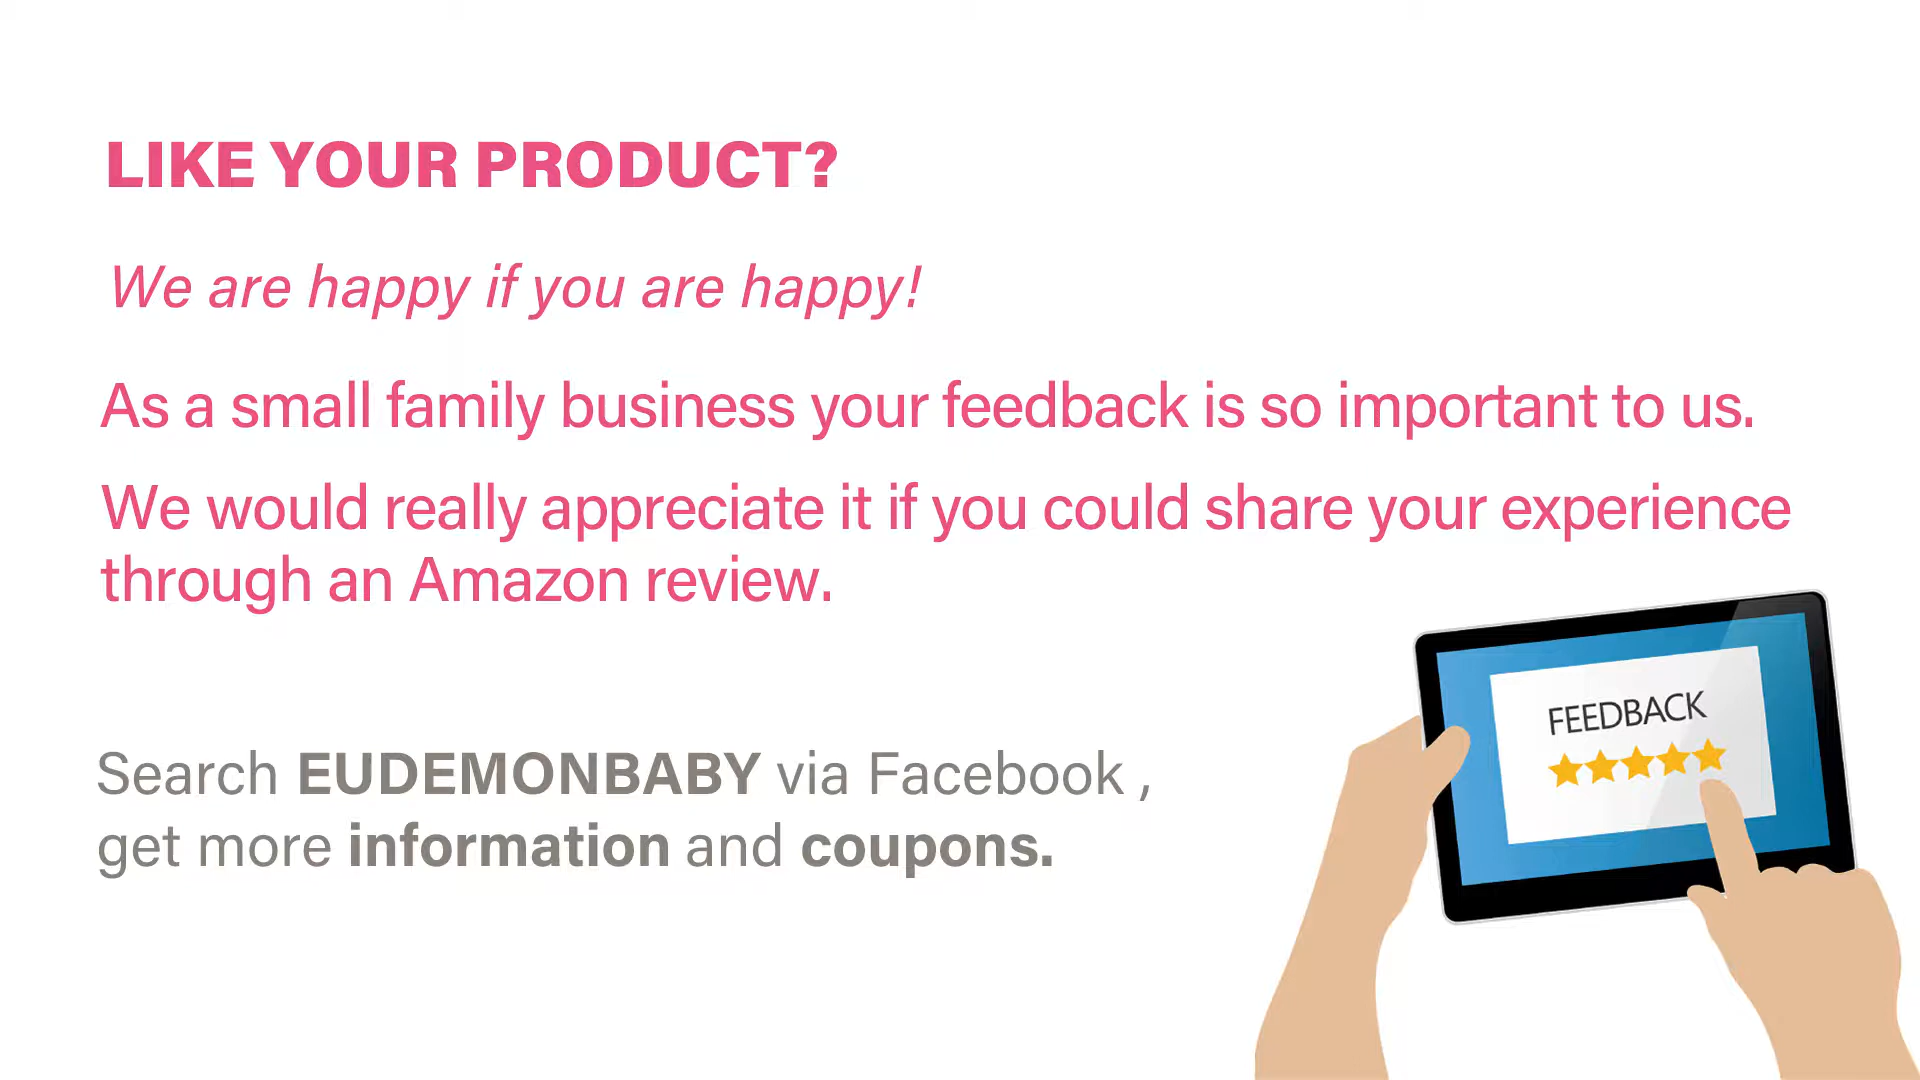 LIKE YOUR PRODUCT?
We are happy if you are happy!
As a small family business your feedback is so important to us.
We would really appreciate it if you could share your experience
through an Amazon review.
FEEDBACK
Search EUDEMONBABY via Facebook ,
get more information and coupons.